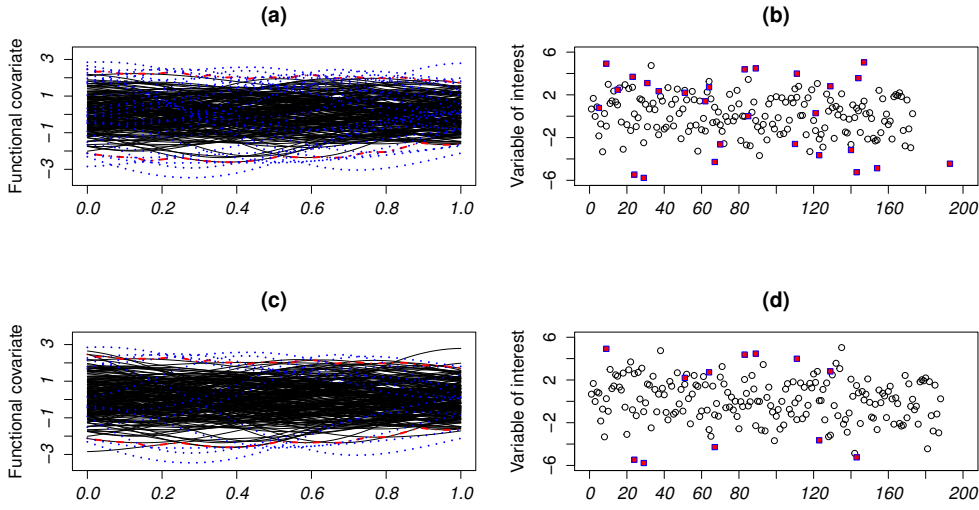 (a)
Functional covariate
3
1
−1
−3
0.0 0.2 0.4 0.6 0.8 1.0
(b)
Variable of interest
6
2
−2
−6
0 20 40 60 80 120 160 200
(c)
Functional covariate
3
1
−1
−3
0.0 0.2 0.4 0.6 0.8 1.0
(d)
Variable of interest
6
2
−2
−6
0 20 40 60 80 120 160 200